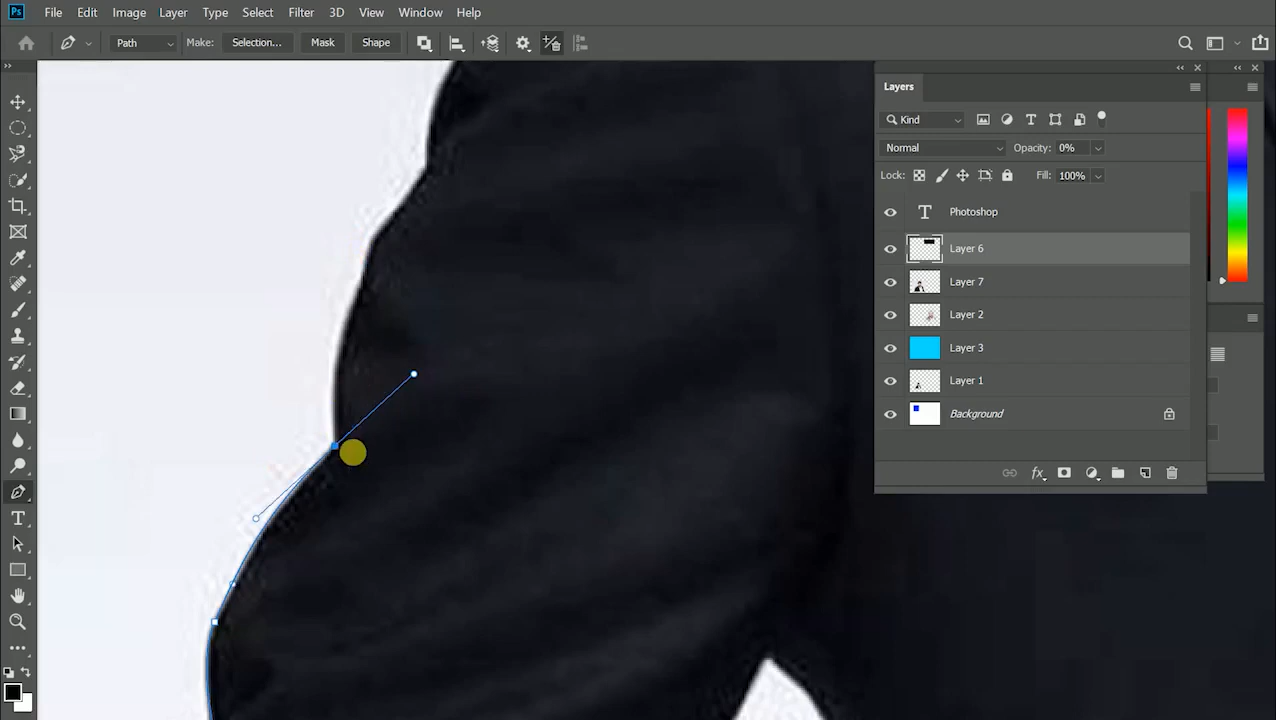 Ps File Edit Image Layer Type Select Filter 3D View Window Help
Path Make: Selection... Mask Shape
Layers
Kind T
Normal Opacity: 0%
Lock: Fill: 100%
T Photoshop
Layer 6
Layer 7
Layer 2
Layer 3
Layer 1
Background
fx
T